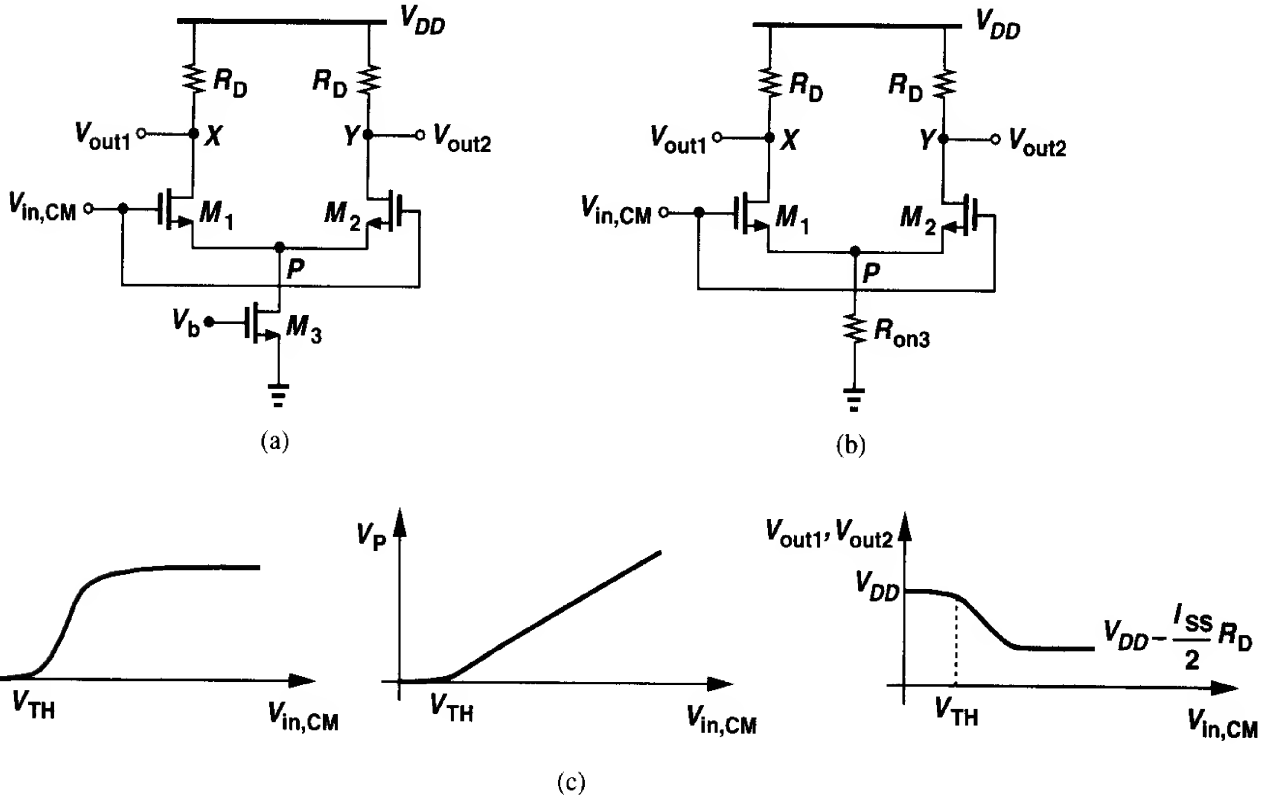 V_DD
R_D
R_D
V_out1
X
Y
V_out2
V_in,CM
M_1
M_2
P
V_b
M_3
(a)
V_DD
R_D
R_D
V_out1
X
Y
V_out2
V_in,CM
M_1
M_2
P
R_on3
(b)
V_TH
V_in,CM
V_P
V_TH
V_in,CM
V_out1, V_out2
V_DD
V_DD - I_SS/2 R_D
V_TH
V_in,CM
(c)